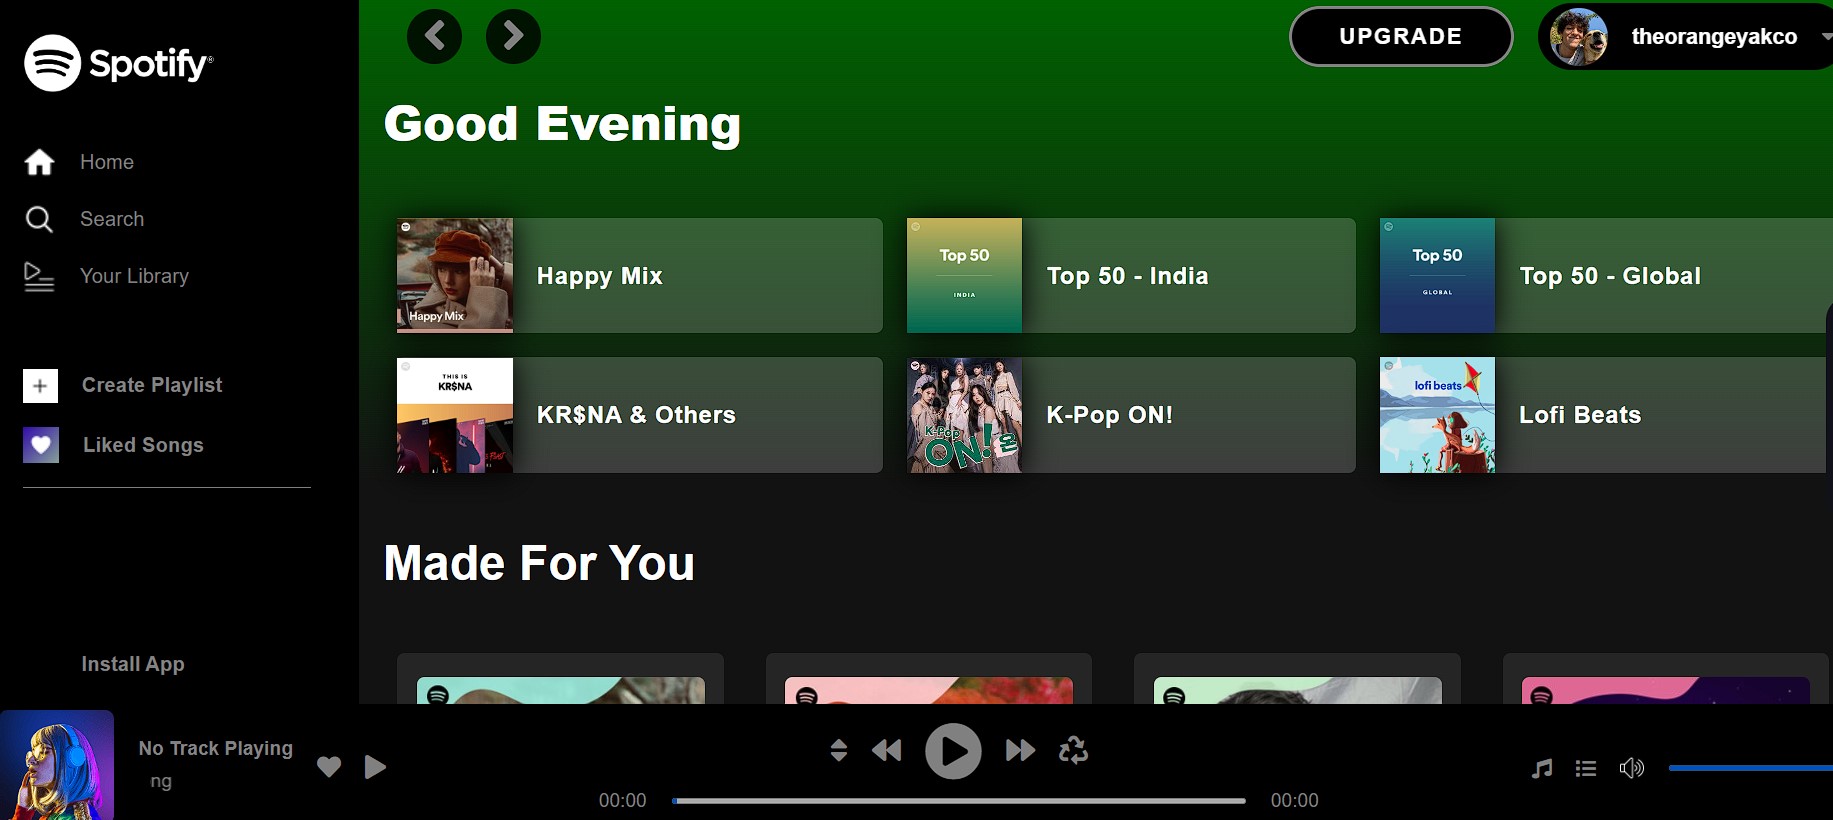 Spotify®
Home
Search
Your Library
Create Playlist
Liked Songs
Install App
UPGRADE
theorangeyakco
Good Evening
Happy Mix
Happy Mix
Top 50
INDIA
Top 50 - India
Top 50
GLOBAL
Top 50 - Global
THIS IS
KR$NA
KR$NA & Others
K-Pop
ON! 온
K-Pop ON!
lofi beats
Lofi Beats
Made For You
No Track Playing
ng
00:00
00:00